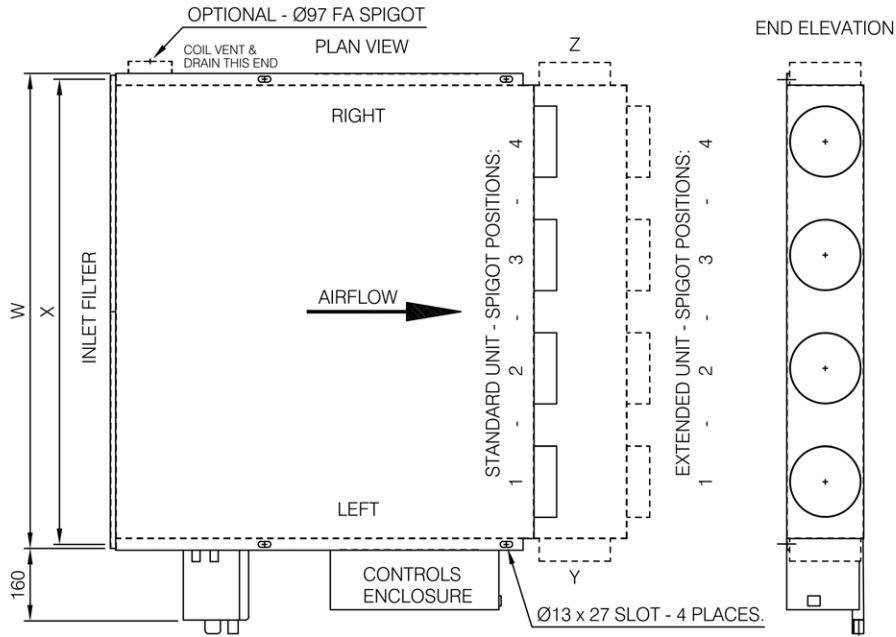 OPTIONAL - Ø97 FA SPIGOT
END ELEVATION
PLAN VIEW
Z
COIL VENT &
DRAIN THIS END
RIGHT
STANDARD UNIT - SPIGOT POSITIONS:
1 - 2 - 3 - 4
EXTENDED UNIT - SPIGOT POSITIONS:
1 - 2 - 3 - 4
W
X
INLET FILTER
AIRFLOW
LEFT
160
CONTROLS
ENCLOSURE
Y
Ø13 x 27 SLOT - 4 PLACES.